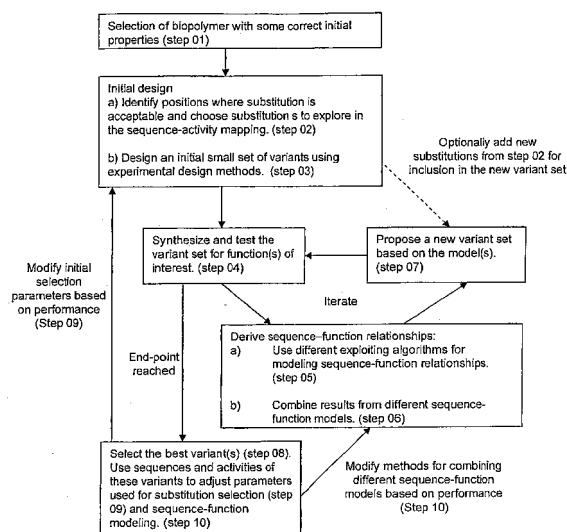 Selection of biopolymer with some correct initial
properties (step 01)
Initial design
a) Identify positions where substitution is
acceptable and choose substitution s to explore in
in the sequence-activity mapping. (step 02)
b) Design an initial small set of variants using
experimental design methods. (step 03)
Optionally add new
substitutions from step 02 for
inclusion in the new variant set
Synthesize and test the
variant set for function(s) of
interest. (step 04)
Propose a new variant set
based on the model(s).
(step 07)
Modify initial
selection
parameters based
on performance
(Step 09)
Iterate
End-point
reached
Derive sequence–function relationships:
a) Use different exploiting algorithms for
modeling sequence-function relationships.
(step 05)
b) Combine results from different sequence-
function models. (step 06)
Select the best variant(s) (step 08).
Use sequences and activities of
these variants to adjust parameters
used for substitution selection (step
09) and sequence-function
modeling. (step 10)
Modify methods for combining
different sequence-function
models based on performance
(Step 10)